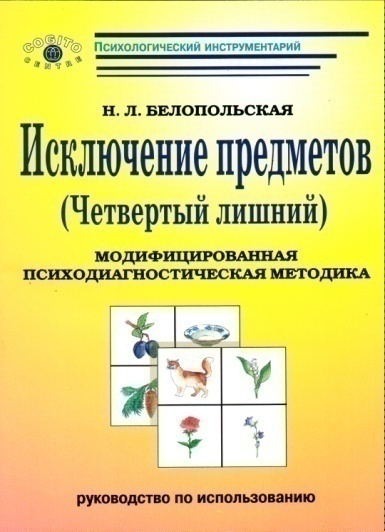 COGITO
CENTRE
ПСИХОЛОГИЧЕСКИЙ ИНСТРУМЕНТАРИЙ
Н. Л. БЕЛОПОЛЬСКАЯ
Исключение предметов
(Четвертый лишний)
МОДИФИЦИРОВАННАЯ
ПСИХОДИАГНОСТИЧЕСКАЯ МЕТОДИКА
руководство по использованию